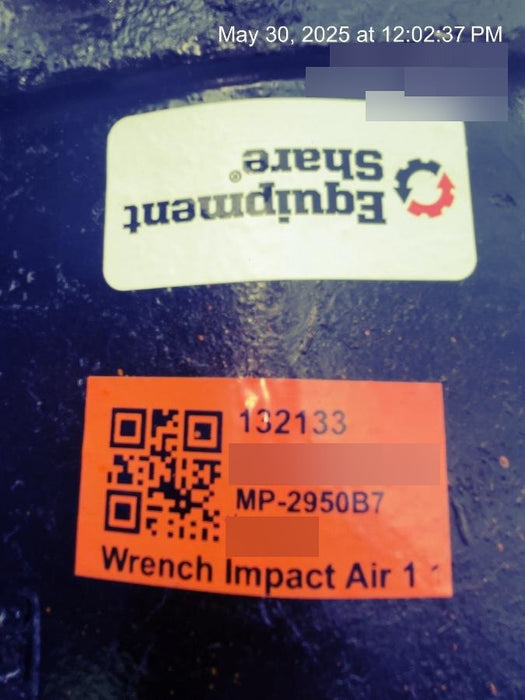 May 30, 2025 at 12:02:37 PM
Equipment
Share®
132133
MP-2950B7
Wrench Impact Air 1